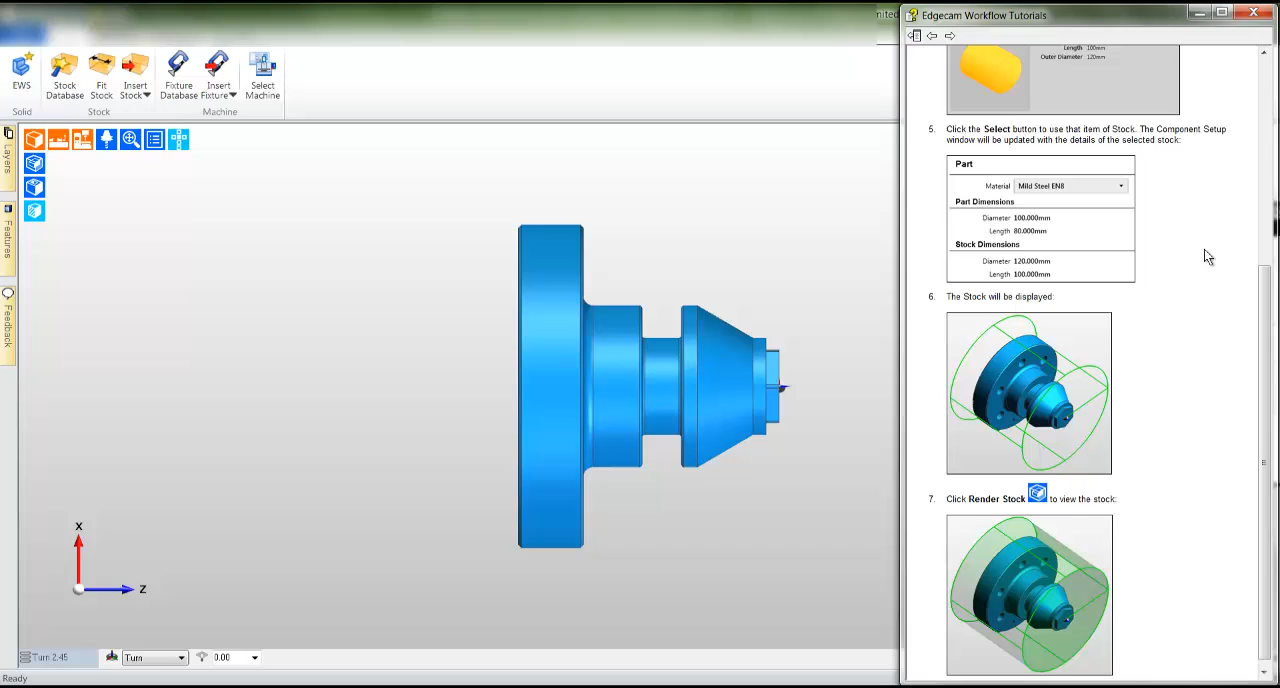 nited
Edgecam Workflow Tutorials
EWS
Stock Database
Fit Stock
Insert Stock
Fixture Database
Insert Fixture
Select Machine
Solid
Stock
Machine
Layers
Features
Feedback
X
Z
Turn 2.45
Turn
0.00
Ready
Length 100mm
Outer Diameter 120mm
5. Click the Select button to use that item of Stock. The Component Setup
window will be updated with the details of the selected stock:
Part
Material Mild Steel EN8
Part Dimensions
Diameter 100.000mm
Length 80.000mm
Stock Dimensions
Diameter 120.000mm
Length 100.000mm
6. The Stock will be displayed:
7. Click Render Stock to view the stock: